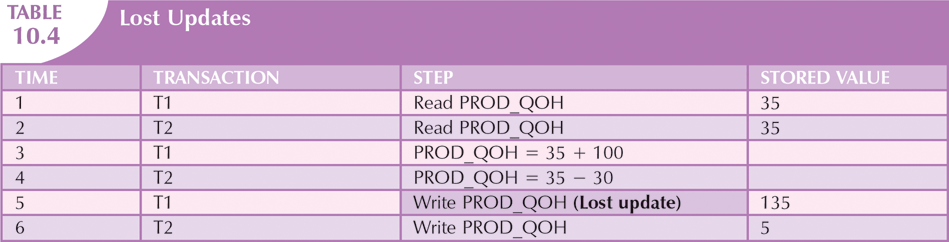 TABLE
10.4
Lost Updates
TIME TRANSACTION STEP STORED VALUE
1 T1 Read PROD_QOH 35
2 T2 Read PROD_QOH 35
3 T1 PROD_QOH = 35 + 100
4 T2 PROD_QOH = 35 − 30
5 T1 Write PROD_QOH (Lost update) 135
6 T2 Write PROD_QOH 5